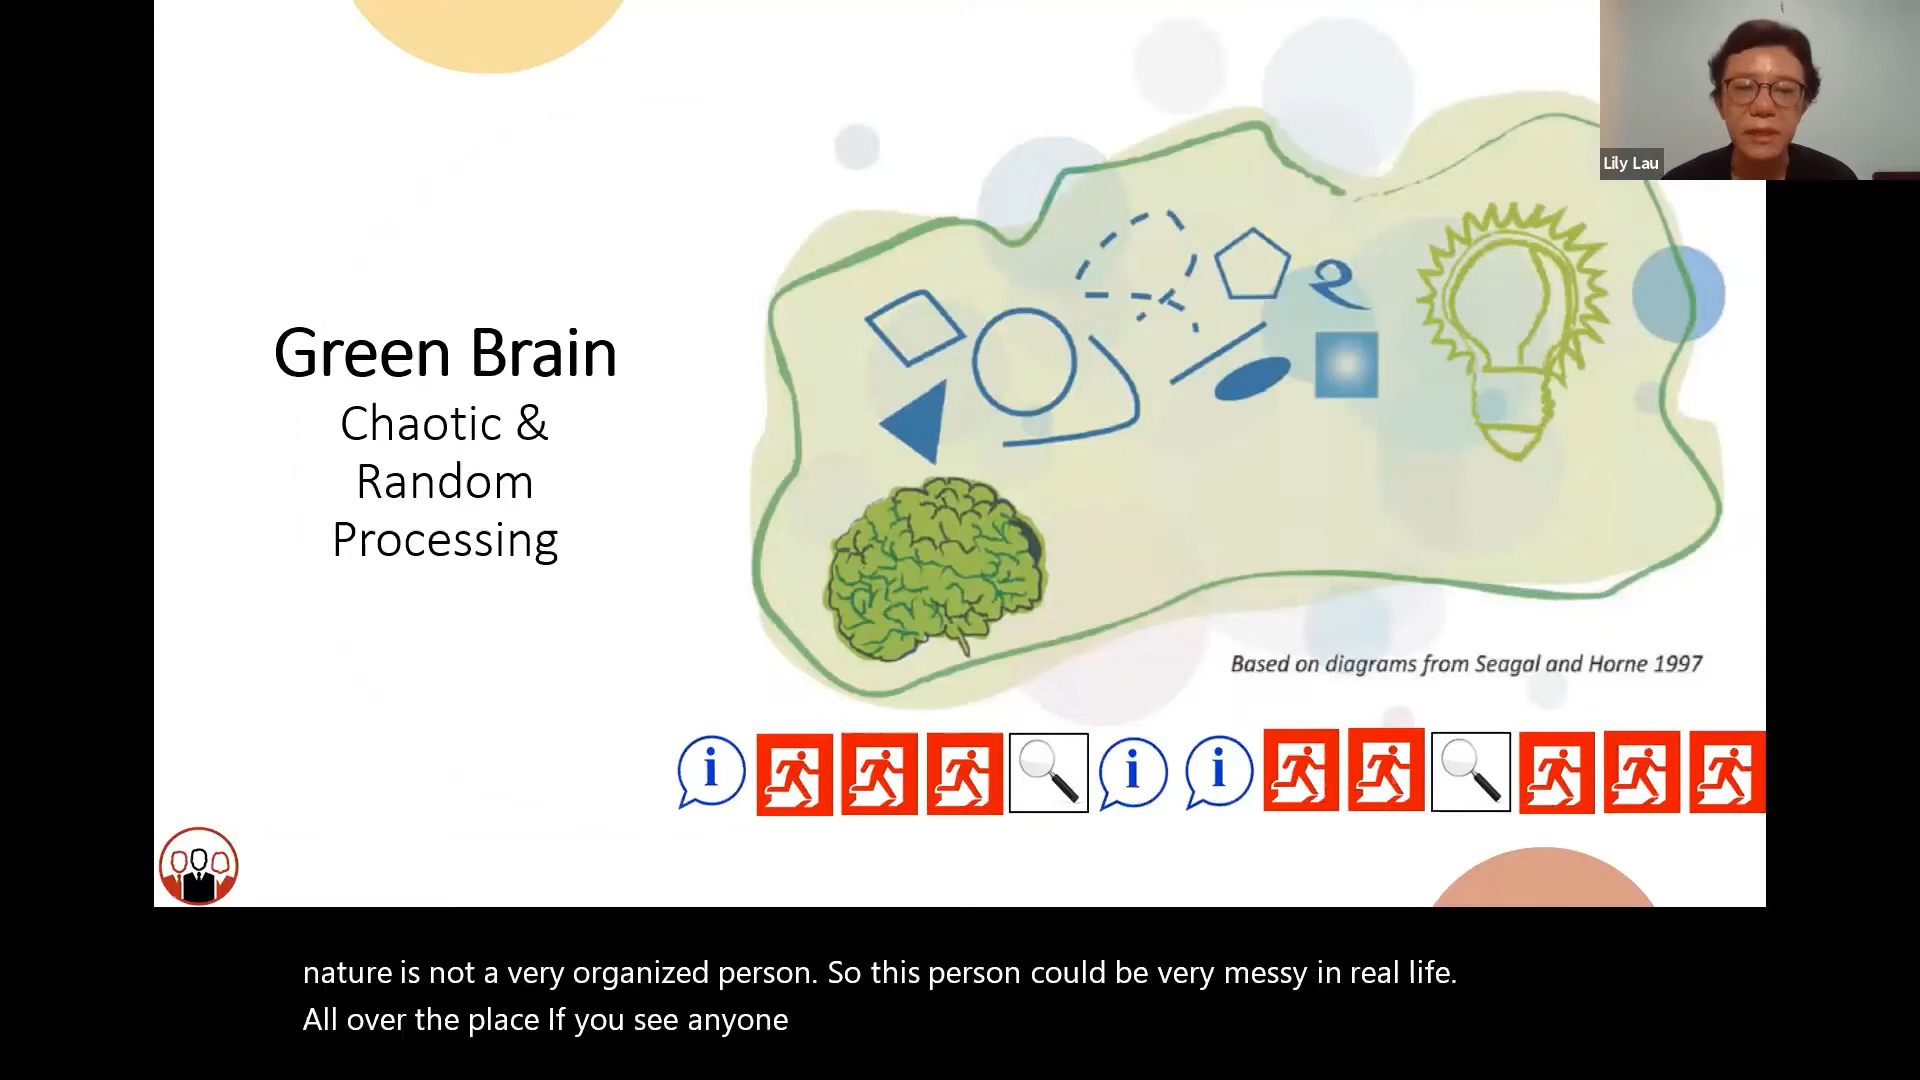 Lily Lau
Green Brain
Chaotic &
Random
Processing
Based on diagrams from Seagal and Horne 1997
i
i
i
nature is not a very organized person. So this person could be very messy in real life.
All over the place If you see anyone